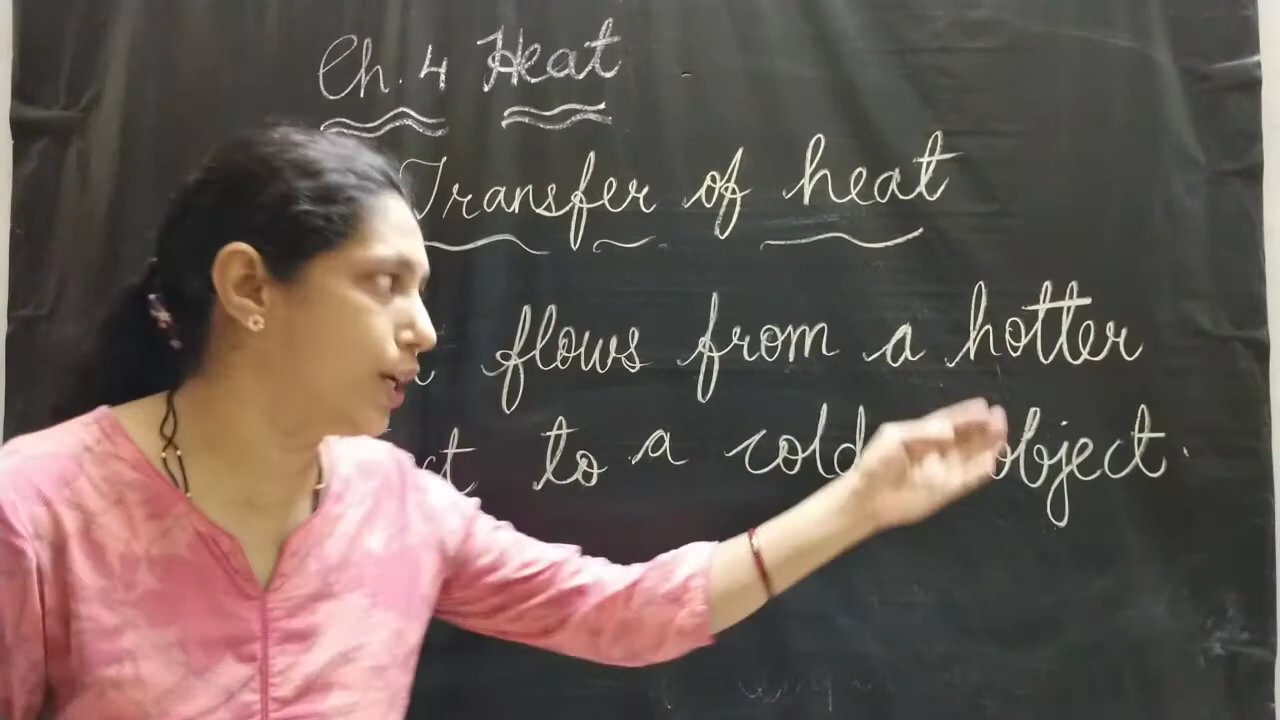 Ch. 4 Heat
Transfer of heat
flows from a hotter
to a cold object.